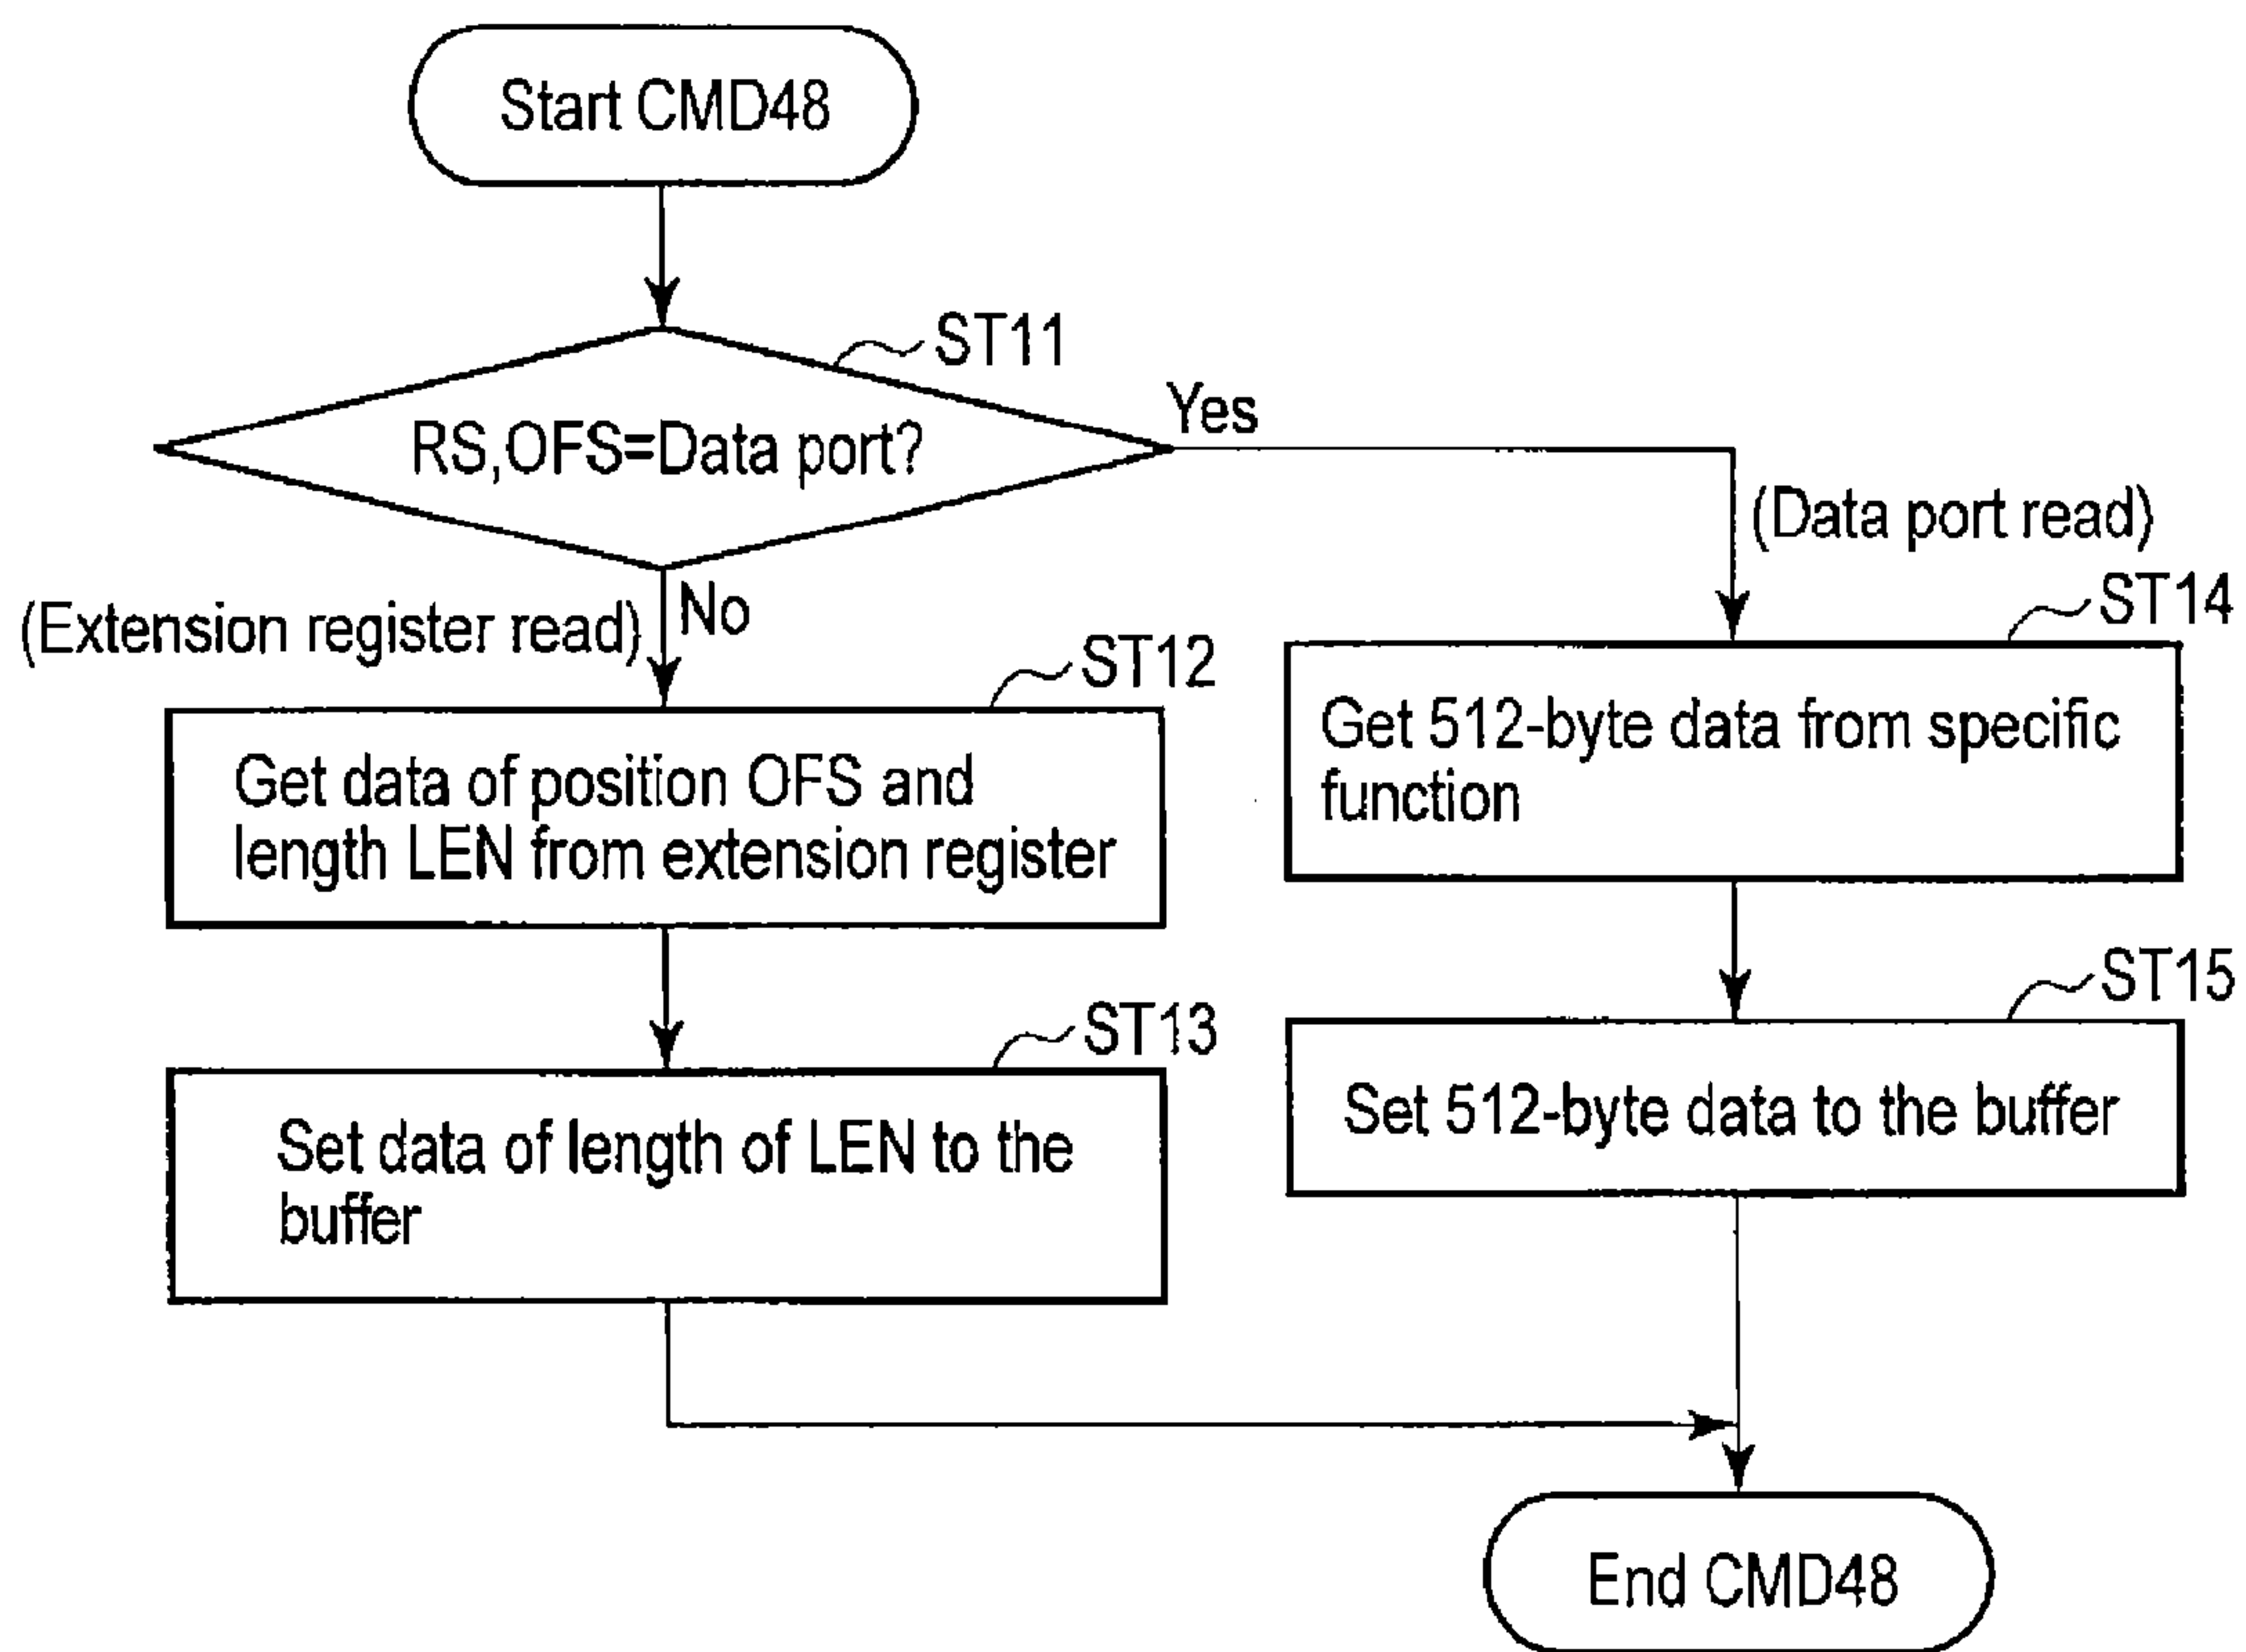 Start CMD48
ST11
RS,OFS=Data port?
Yes
(Data port read)
No
(Extension register read)
ST12
Get data of position OFS and
length LEN from extension register
ST13
Set data of length of LEN to the
buffer
ST14
Get 512-byte data from specific
function
ST15
Set 512-byte data to the buffer
End CMD48